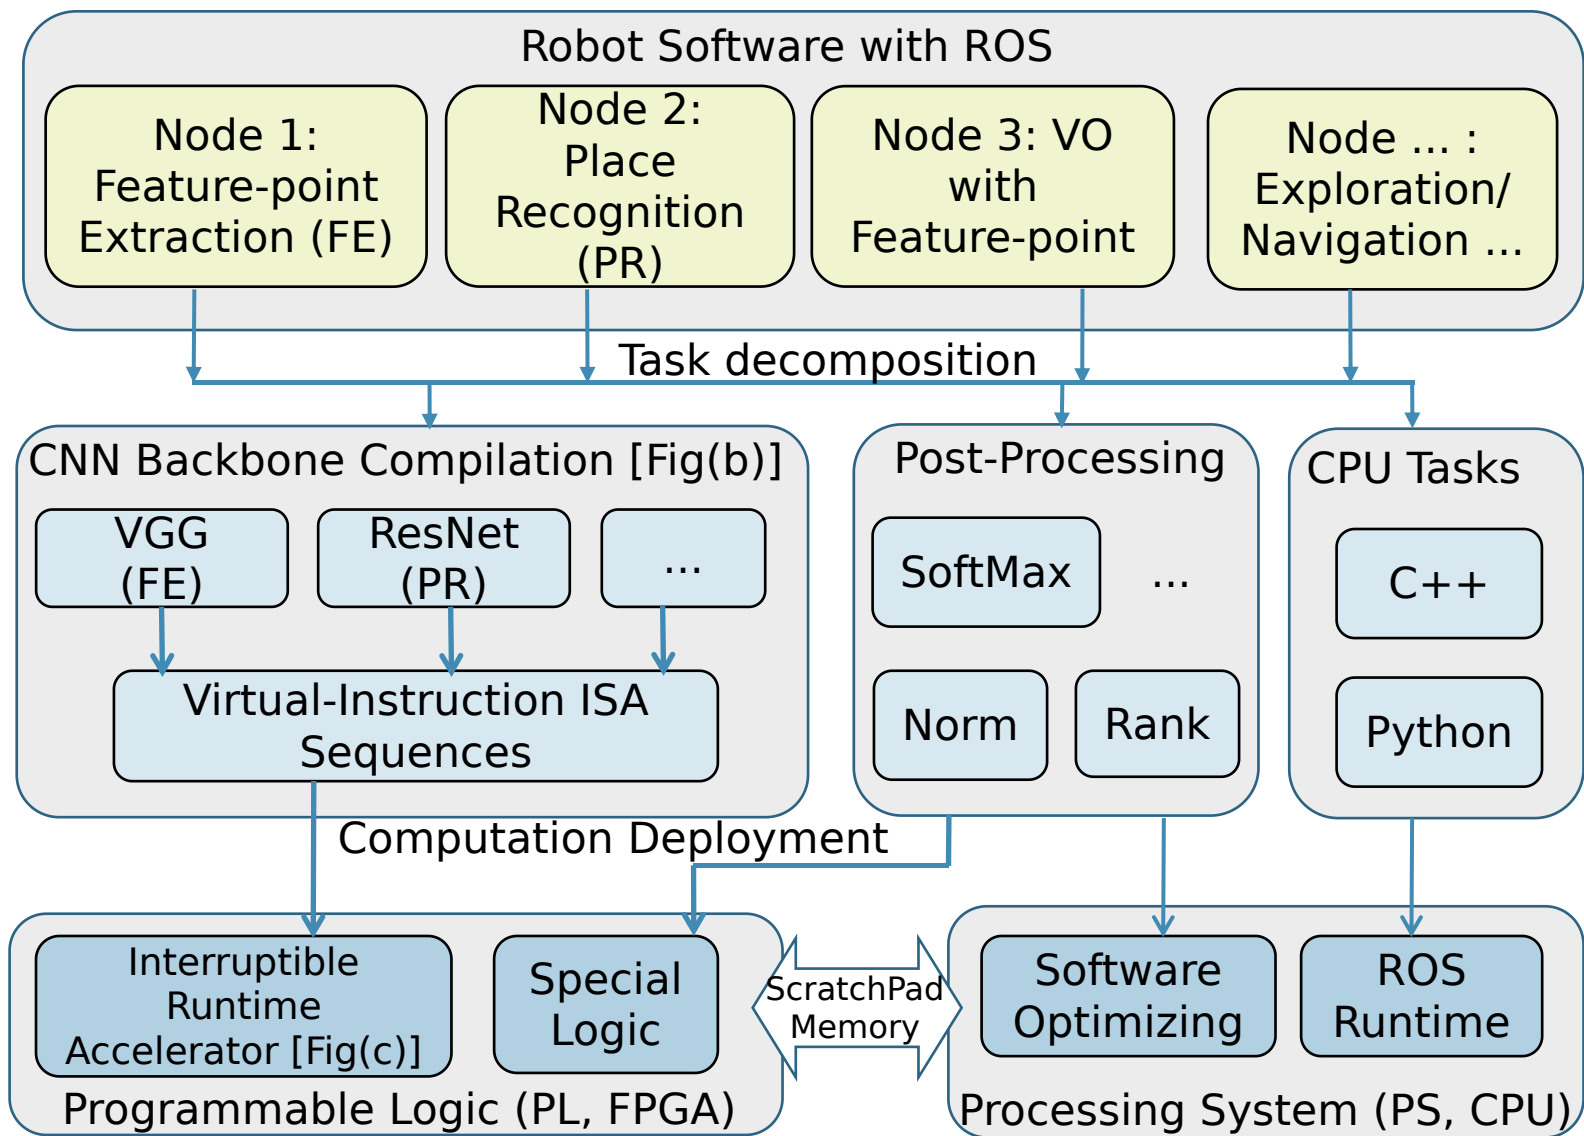 Robot Software with ROS
Node 1:
Feature-point
Extraction (FE)
Node 2:
Place
Recognition
(PR)
Node 3: VO
with
Feature-point
Node ... :
Exploration/
Navigation ...
Task decomposition
CNN Backbone Compilation [Fig(b)]
VGG
(FE)
ResNet
(PR)
...
Virtual-Instruction ISA
Sequences
Post-Processing
SoftMax
...
Norm
Rank
CPU Tasks
C++
Python
Computation Deployment
Interruptible
Runtime
Accelerator [Fig(c)]
Special
Logic
Programmable Logic (PL, FPGA)
ScratchPad
Memory
Software
Optimizing
ROS
Runtime
Processing System (PS, CPU)